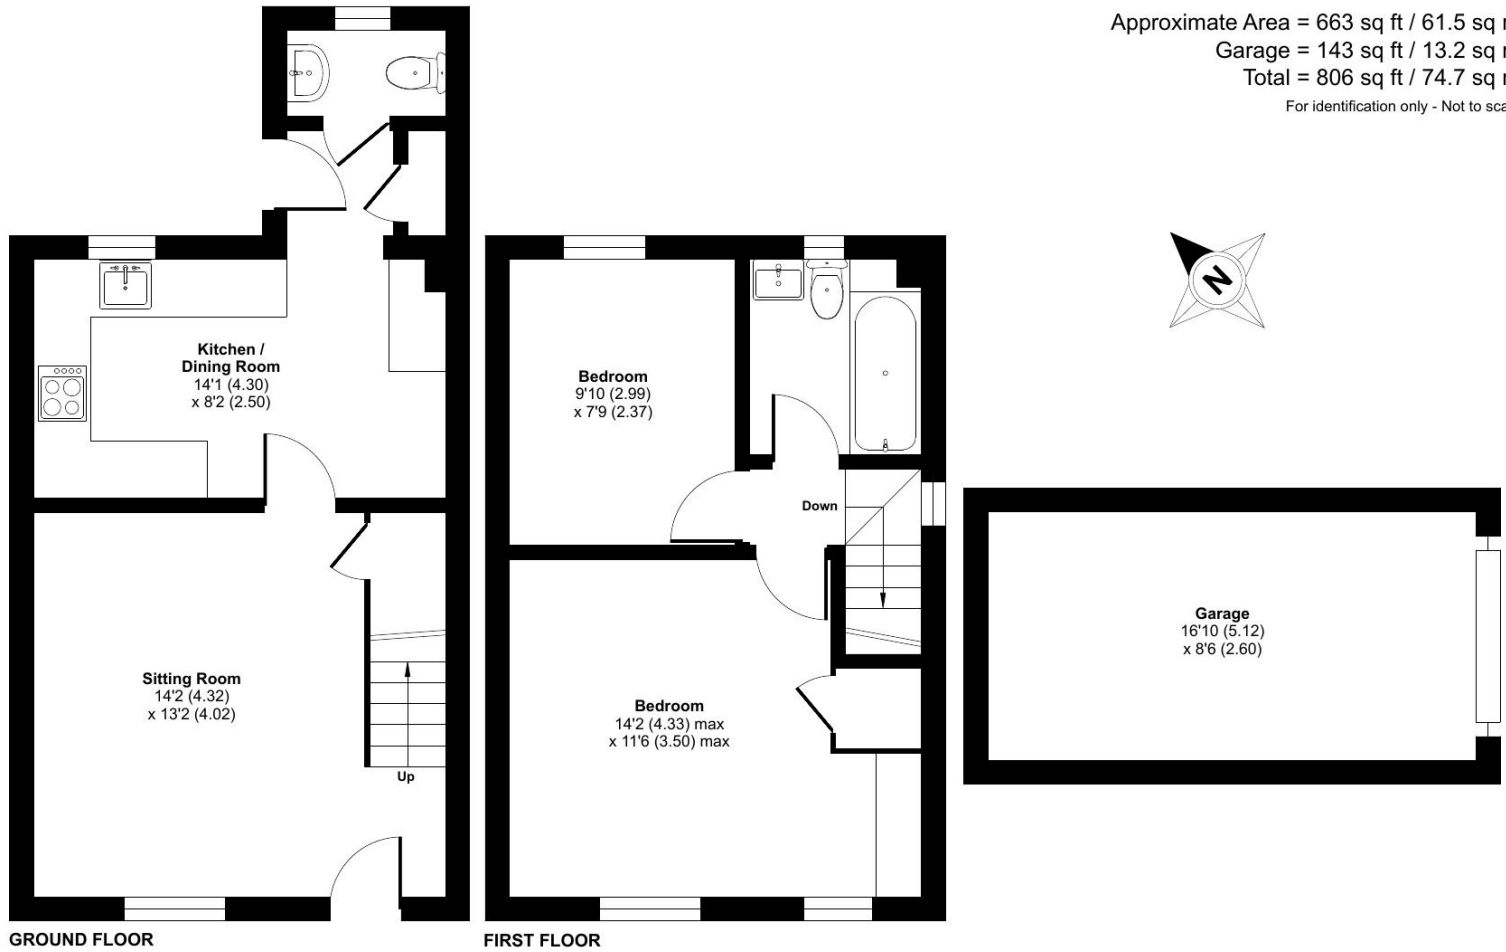 Approximate Area = 663 sq ft / 61.5 sq
Garage = 143 sq ft / 13.2 sq
Total = 806 sq ft / 74.7 sq
For identification only - Not to
N
Kitchen /
Dining Room
14'1 (4.30)
x 8'2 (2.50)
Bedroom
9'10 (2.99)
x 7'9 (2.37)
Down
Sitting Room
14'2 (4.32)
x 13'2 (4.02)
Up
Bedroom
14'2 (4.33) max
x 11'6 (3.50) max
Garage
16'10 (5.12)
x 8'6 (2.60)
GROUND FLOOR
FIRST FLOOR